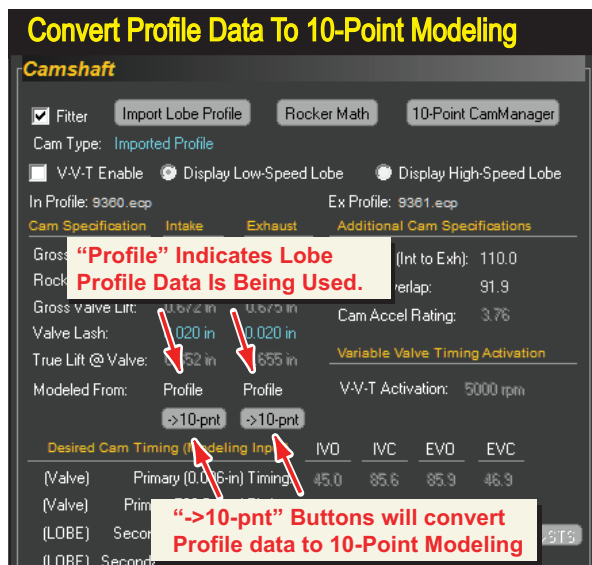 Convert Profile Data To 10-Point Modeling
Camshaft
Fitter Import Lobe Profile Rocker Math 10-Point CamManager
Cam Type: Imported Profile
V-V-T Enable Display Low-Speed Lobe Display High-Speed Lobe
In Profile: 9360.ecp Ex Profile: 9361.ecp
Cam Specification Intake Exhaust Additional Cam Specifications
“Profile” Indicates Lobe
Profile Data Is Being Used.
(Int to Exh): 110.0
91.9
Gross Valve Lift: 0.672 in 0.675 in Cam Accel Rating: 3.76
Valve Lash: 0.020 in
True Lift @ Valve: Variable Valve Timing Activation
Modeled From: Profile Profile V-V-T Activation: 5000 rpm
->10-pnt ->10-pnt
Desired Cam Timing IVO IVC EVO EVC
(Valve) Primary Timing: 45.0 85.6 85.9 46.9
(Valve)
“->10-pnt” Buttons will convert
Profile data to 10-Point Modeling
(LOBE)
(LOBE)